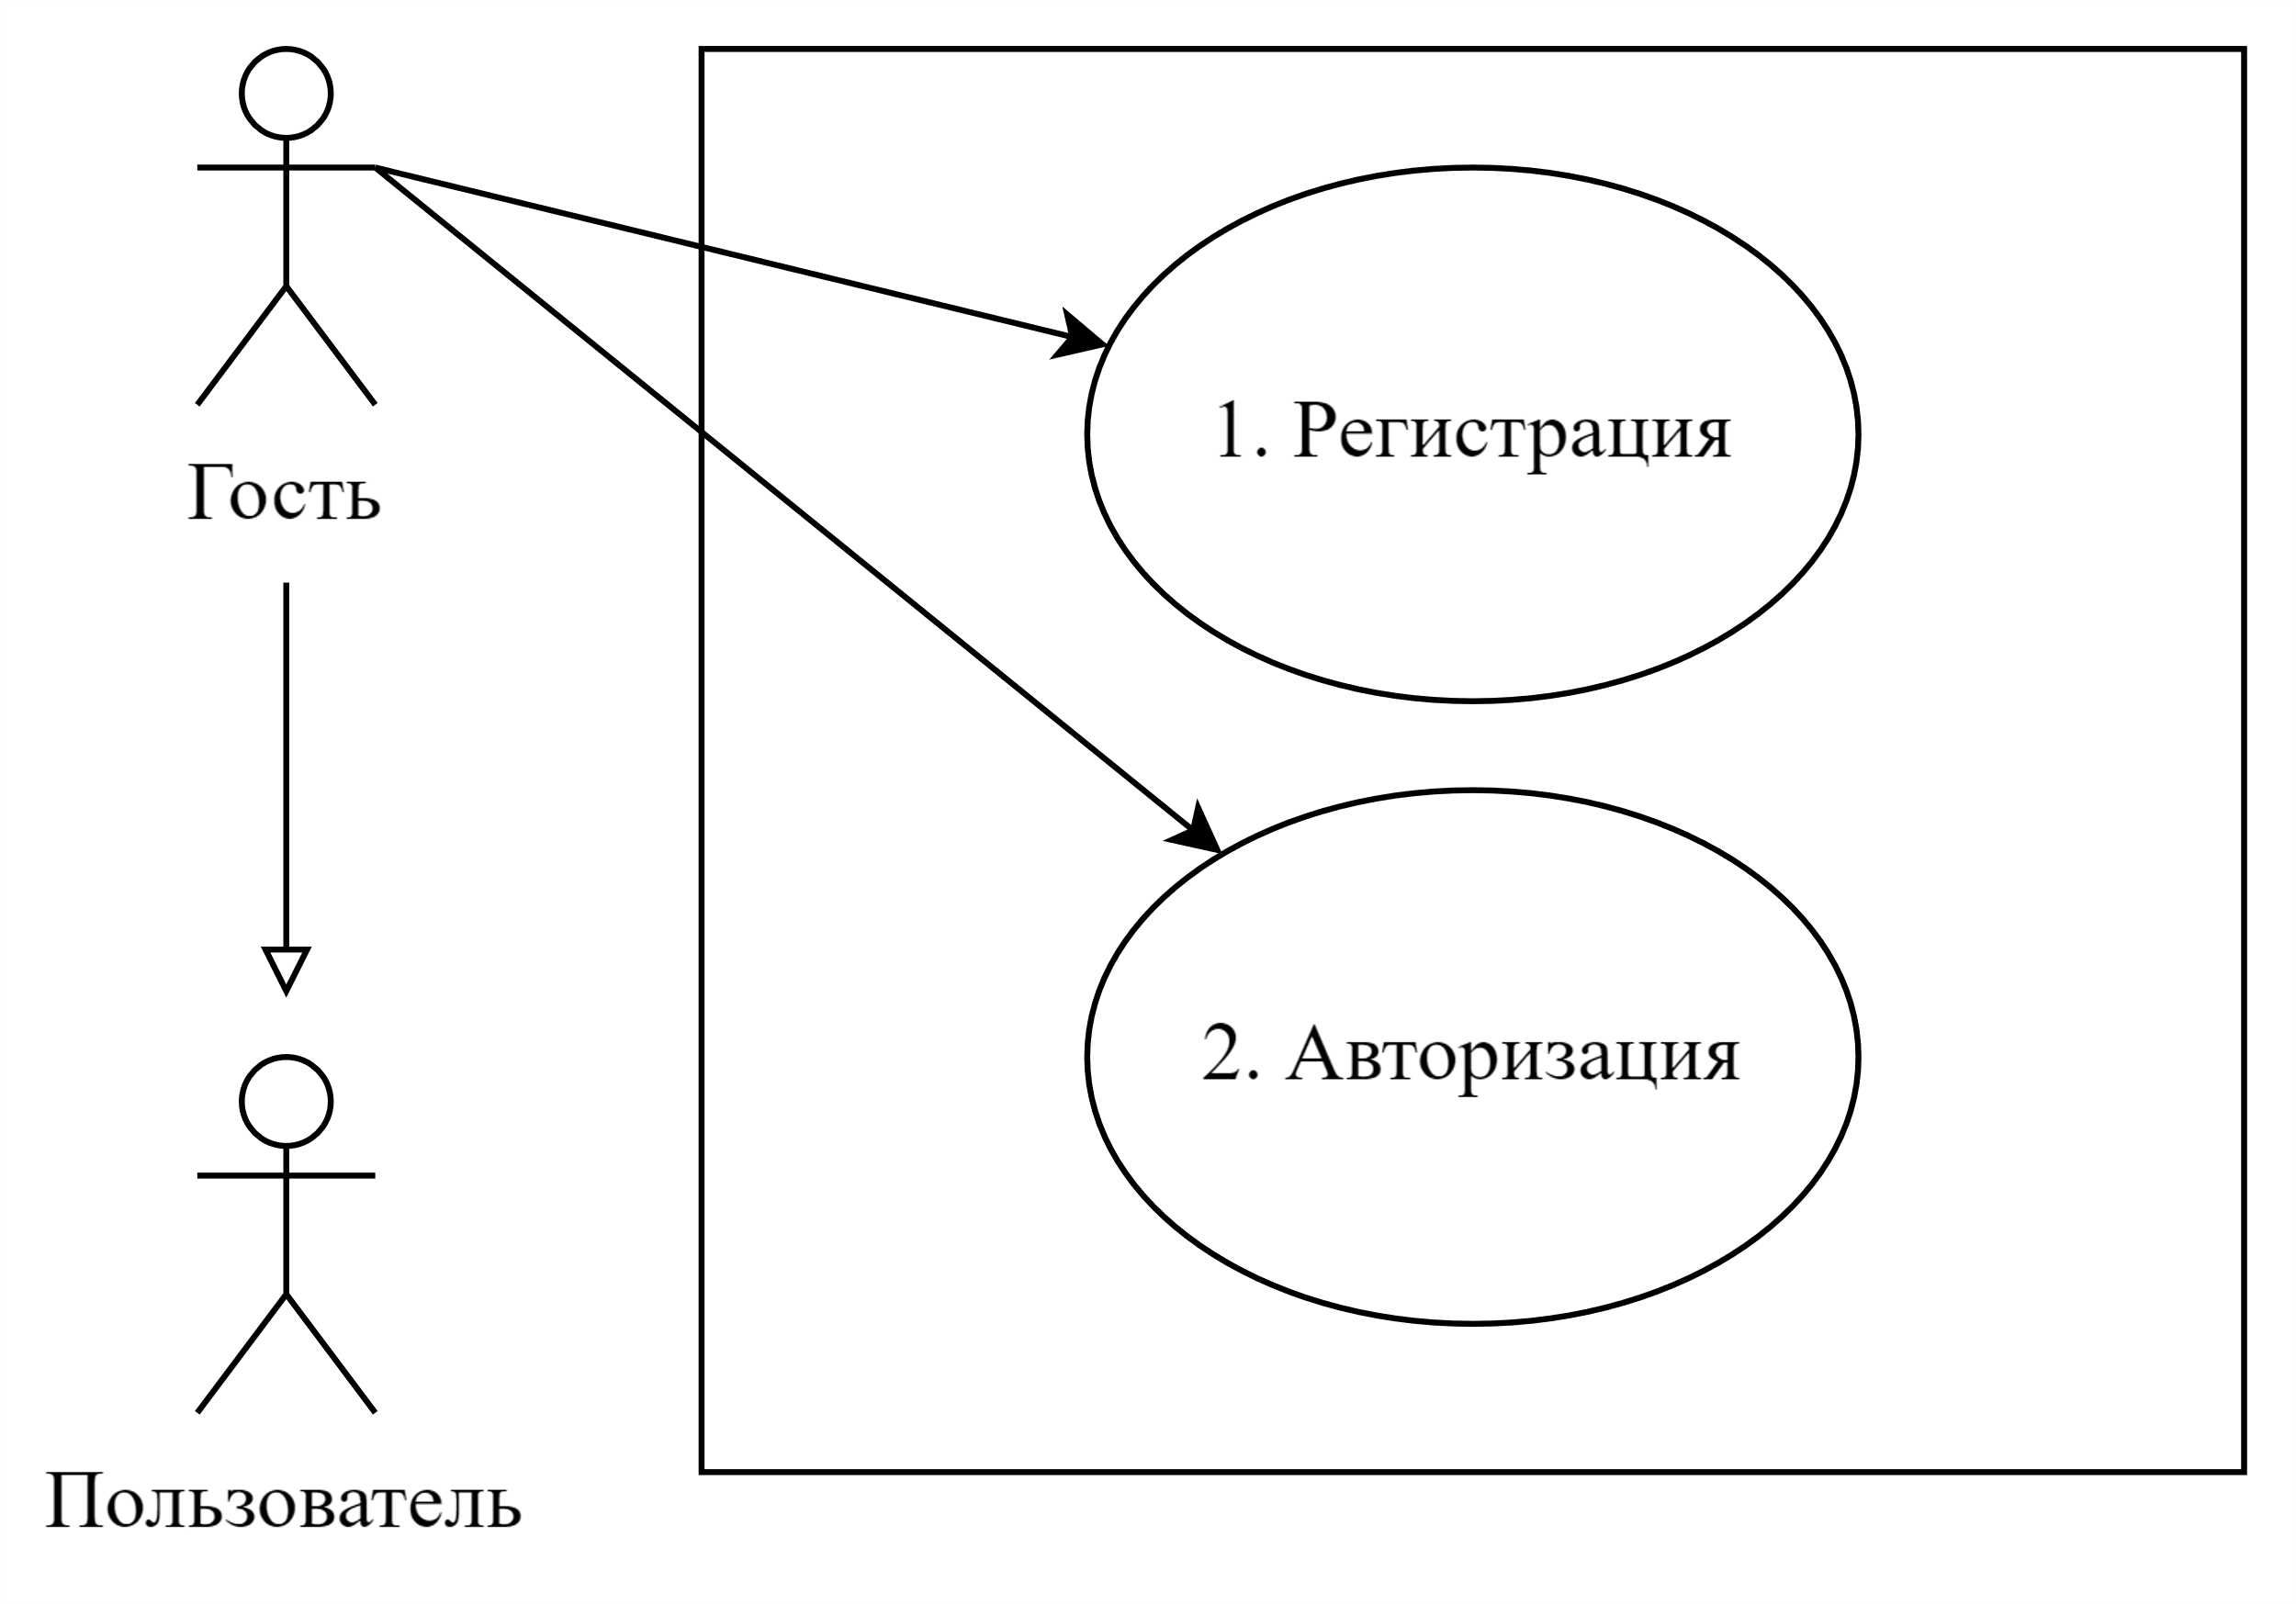 Гость
1. Регистрация
2. Авторизация
Пользователь